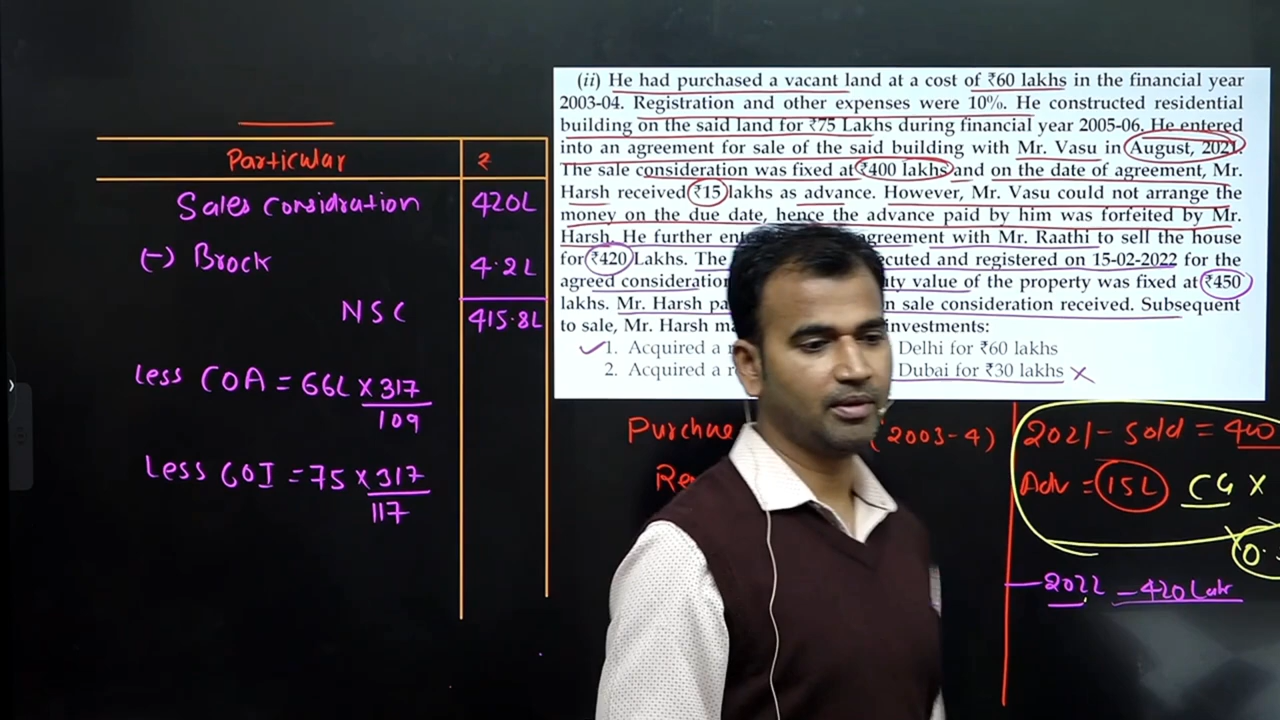 (ii) He had purchased a vacant land at a cost of ₹60 lakhs in the financial year
2003-04. Registration and other expenses were 10%. He constructed residential
building on the said land for ₹75 Lakhs during financial year 2005-06. He entered
into an agreement for sale of the said building with Mr. Vasu in August, 2021.
The sale consideration was fixed at ₹400 lakhs and on the date of agreement, Mr.
Harsh received ₹15 lakhs as advance. However, Mr. Vasu could not arrange the
money on the due date, hence the advance paid by him was forfeited by Mr.
Harsh. He further agreement with Mr. Raathi to sell the house
for ₹420 Lakhs. The and registered on 15-02-2022 for the
agreed value of the property was fixed at ₹450
lakhs. Mr. Harsh sale consideration received. Subsequent
to sale, Mr. Harsh investments:
1. Acquired a Delhi for ₹60 lakhs
2. Acquired a Dubai for ₹30 lakhs
Particular ₹
Sales Considration 420L
(-) Brock 4.2L
NSC 415.8L
Less COA = 66L × 317
109
Less COI = 75 × 317
117
(2003-4)
2021 - Sold = 400
Adv = 15L CG X
2022 - 420 Lakh